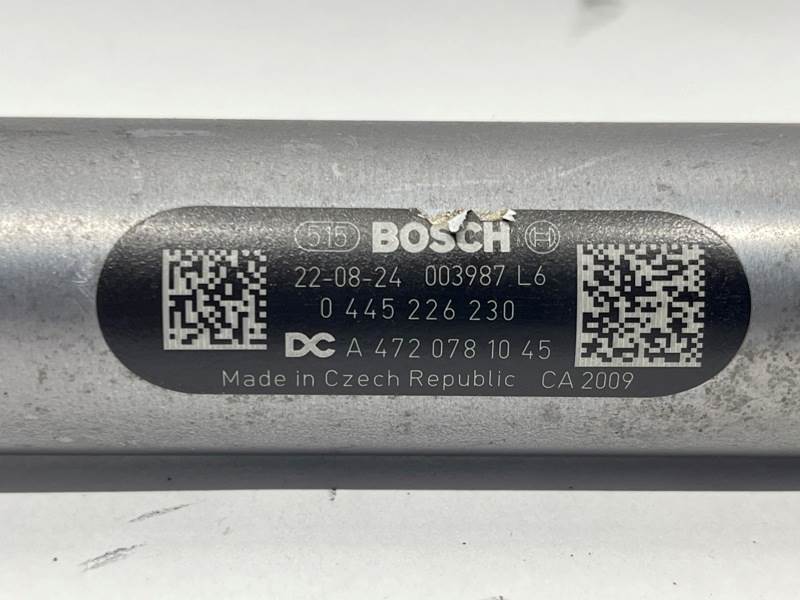 515 BOSCH
22-08-24 003987 L6
0 445 226 230
DC A 472 078 10 45
Made in Czech Republic CA 2009